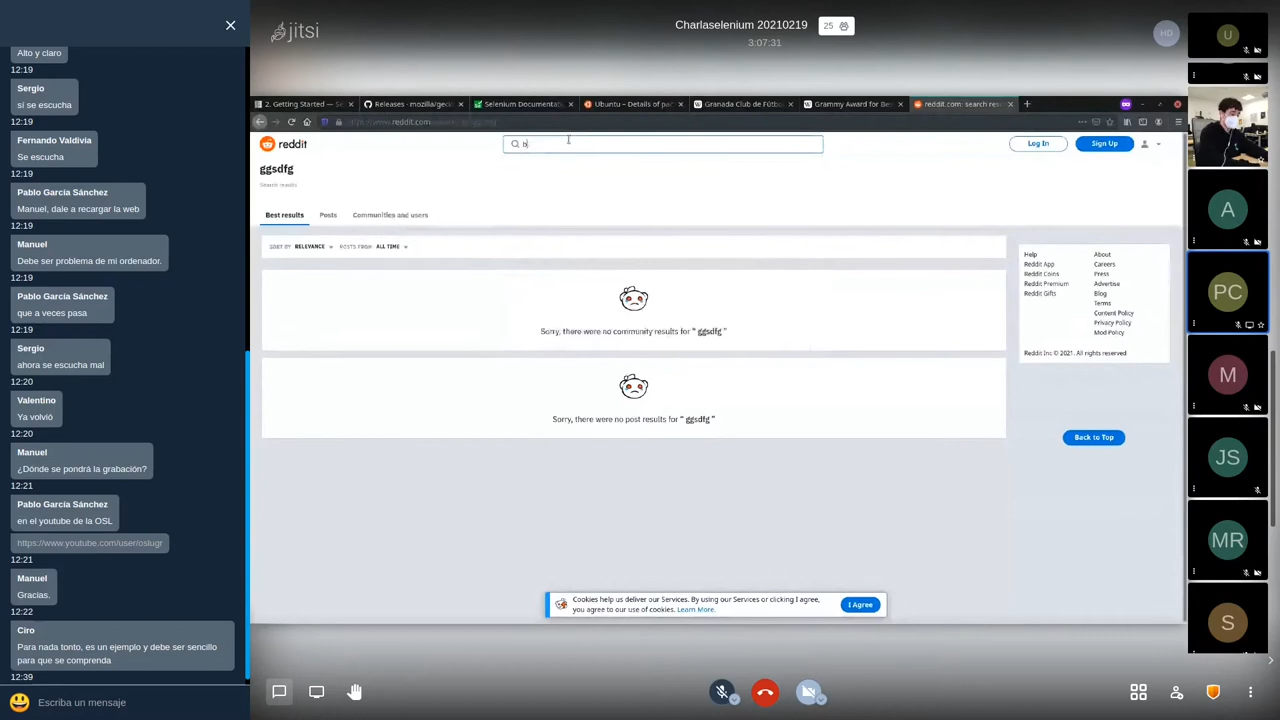 Alto y claro
12:19
Sergio
sí se escucha
12:19
Fernando Valdivia
Se escucha
12:19
Pablo García Sánchez
Manuel, dale a recargar la web
12:19
Manuel
Debe ser problema de mi ordenador.
12:19
Pablo García Sánchez
que a veces pasa
12:19
Sergio
ahora se escucha mal
12:20
Valentino
Ya volvió
12:20
Manuel
¿Dónde se pondrá la grabación?
12:21
Pablo García Sánchez
en el youtube de la OSL
https://www.youtube.com/user/oslugr
12:21
Manuel
Gracias.
12:22
Ciro
Para nada tonto, es un ejemplo y debe ser sencillo
para que se comprenda
12:39
Escriba un mensaje
jitsi
Charlaselenium 20210219
25
3:07:31
HD
2. Getting Started — Se
Releases · mozilla/geck
Selenium Documentati
Ubuntu – Details of pac
Granada Club de Fútbo
Grammy Award for Bes
reddit.com: search resu
https://www.reddit.com
reddit
b
Log In
Sign Up
ggsdfg
Search results
Best results
Posts
Communities and users
SORT BY RELEVANCE
POSTS FROM ALL TIME
Sorry, there were no community results for " ggsdfg "
Sorry, there were no post results for " ggsdfg "
Help
Reddit App
Reddit Coins
Reddit Premium
Reddit Gifts
About
Careers
Press
Advertise
Blog
Terms
Content Policy
Privacy Policy
Mod Policy
Reddit Inc © 2021. All rights reserved
Back to Top
Cookies help us deliver our Services. By using our Services or clicking I agree,
you agree to our use of cookies. Learn More.
I Agree
U
A
PC
M
JS
MR
S